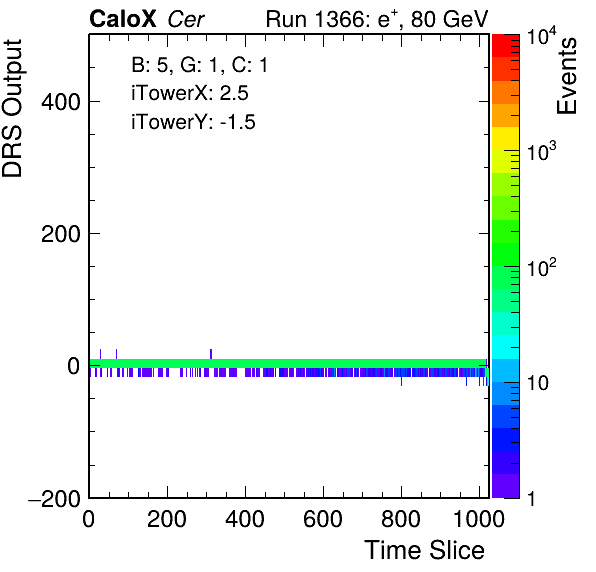 CaloX Cer Run 1366: e+, 80 GeV
B: 5, G: 1, C: 1
iTowerX: 2.5
iTowerY: -1.5
DRS Output
400
200
0
−200
0 200 400 600 800 1000
Time Slice
Events
10^4
10^3
10^2
10
1